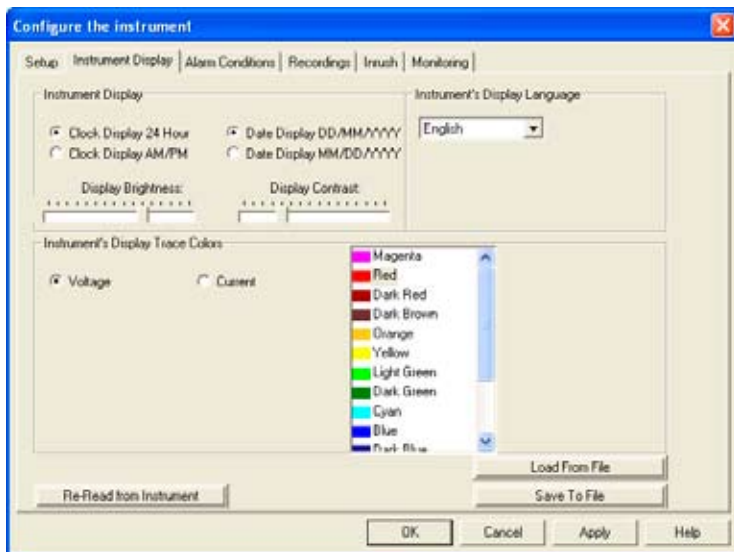 Configure the instrument
Setup Instrument Display Alarm Conditions Recordings Inrush Monitoring
Instrument Display
Clock Display 24 Hour
Clock Display AM/PM
Date Display DD/MM/YYYY
Date Display MM/DD/YYYY
Display Brightness:
Display Contrast:
Instrument's Display Language
English
Instrument's Display Trace Colors
Voltage
Current
Magenta
Red
Dark Red
Dark Brown
Orange
Yellow
Light Green
Dark Green
Cyan
Blue
Dark Blue
Load From File
Re-Read from Instrument
Save To File
OK Cancel Apply Help